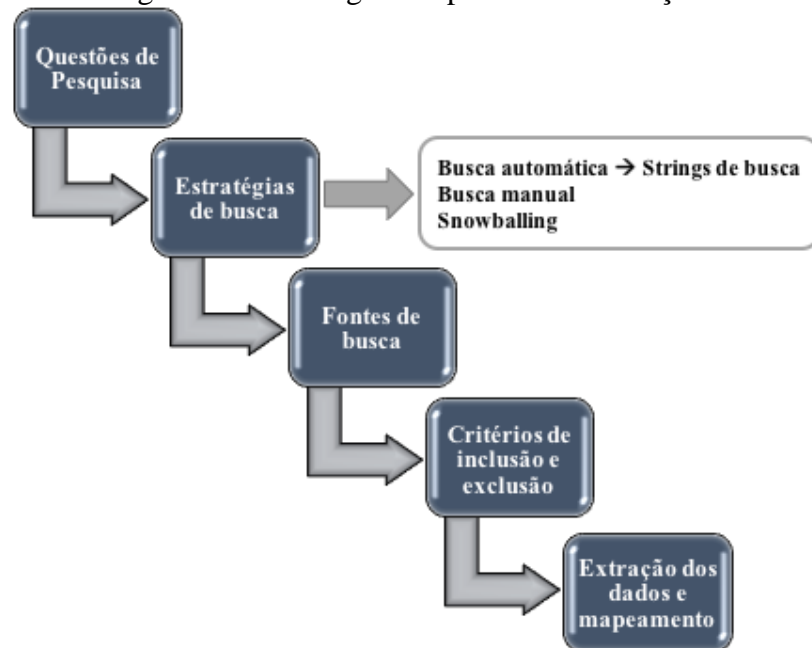 Questões de
Pesquisa
Estratégias
de busca
Busca automática → Strings de busca
Busca manual
Snowballing
Fontes de
busca
Critérios de
inclusão e
exclusão
Extração dos
dados e
mapeamento